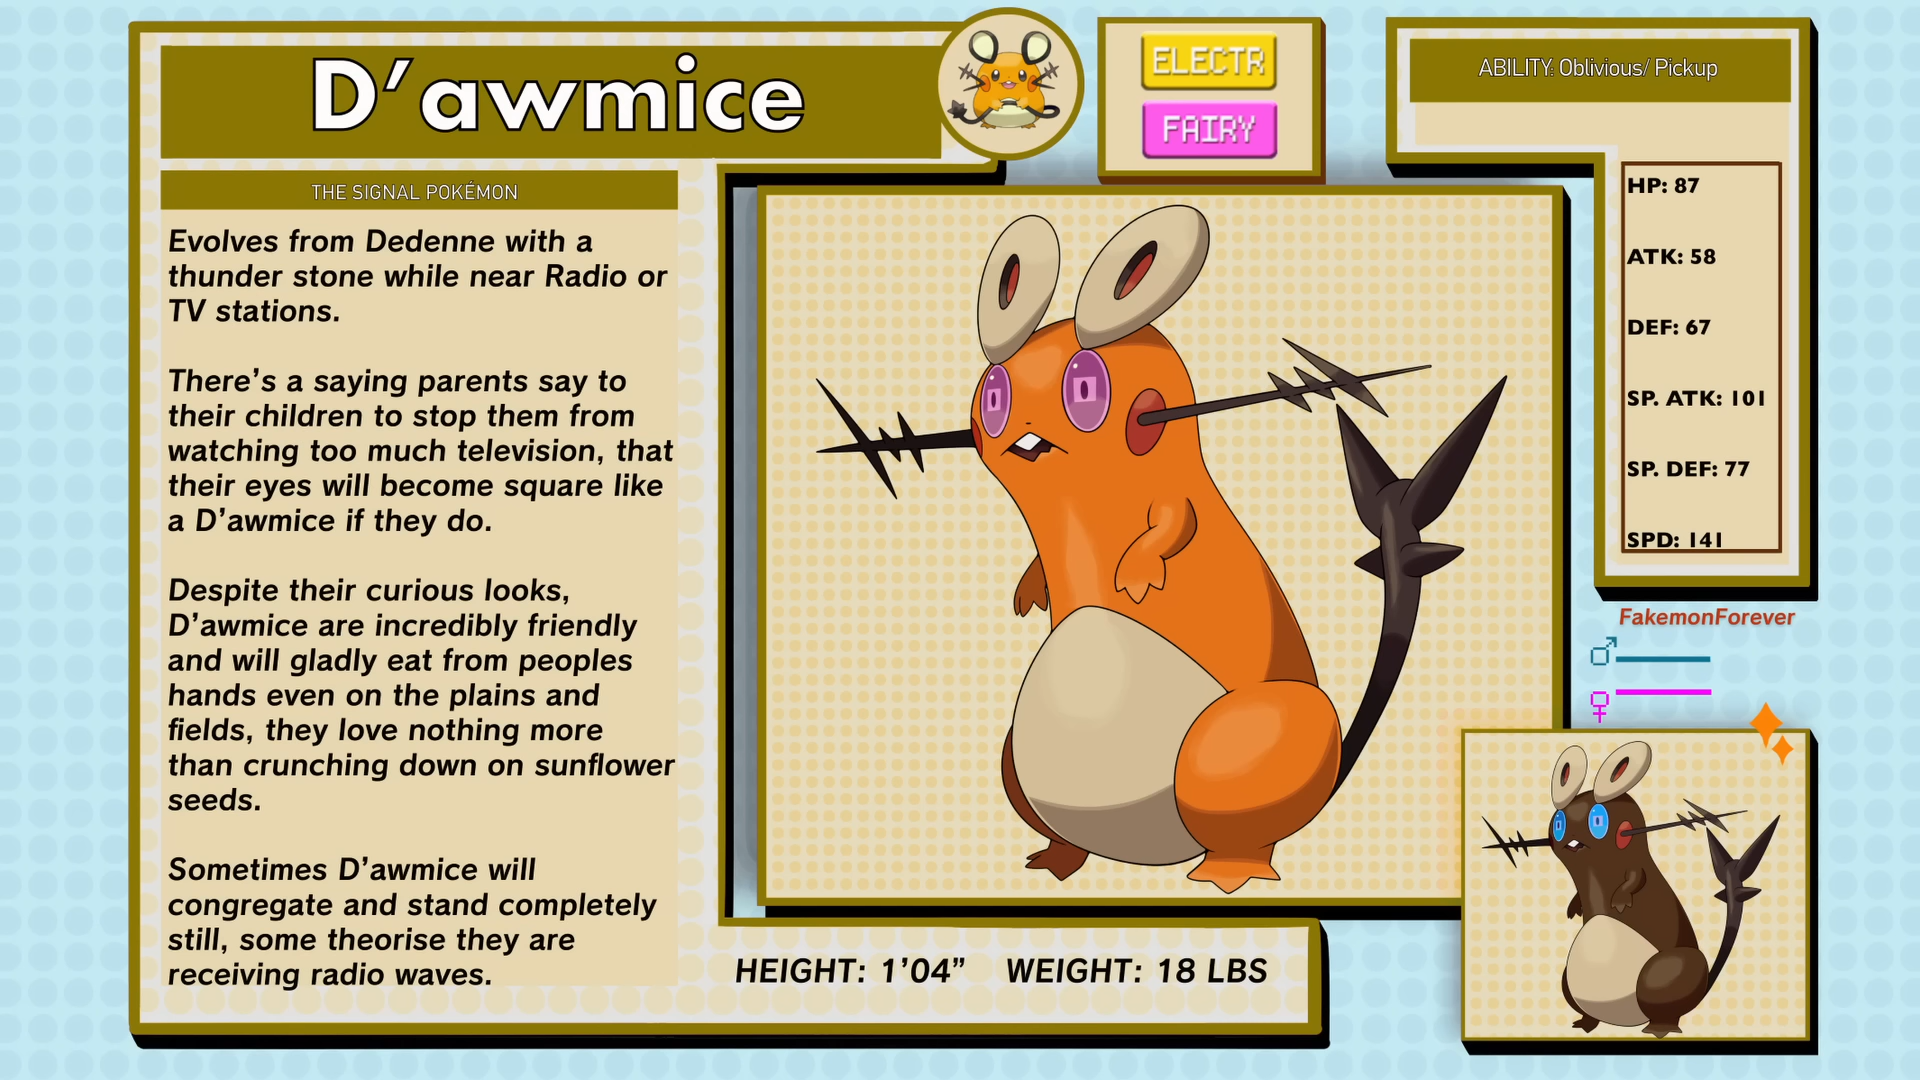 D'awmice
ELECTR
FAIRY
ABILITY: Oblivious/ Pickup
THE SIGNAL POKÉMON
Evolves from Dedenne with a
thunder stone while near Radio or
TV stations.
There's a saying parents say to
their children to stop them from
watching too much television, that
their eyes will become square like
a D'awmice if they do.
Despite their curious looks,
D'awmice are incredibly friendly
and will gladly eat from peoples
hands even on the plains and
fields, they love nothing more
than crunching down on sunflower
seeds.
Sometimes D'awmice will
congregate and stand completely
still, some theorise they are
receiving radio waves.
HP: 87
ATK: 58
DEF: 67
SP. ATK: 101
SP. DEF: 77
SPD: 141
FakemonForever
♂
♀
HEIGHT: 1'04" WEIGHT: 18 LBS